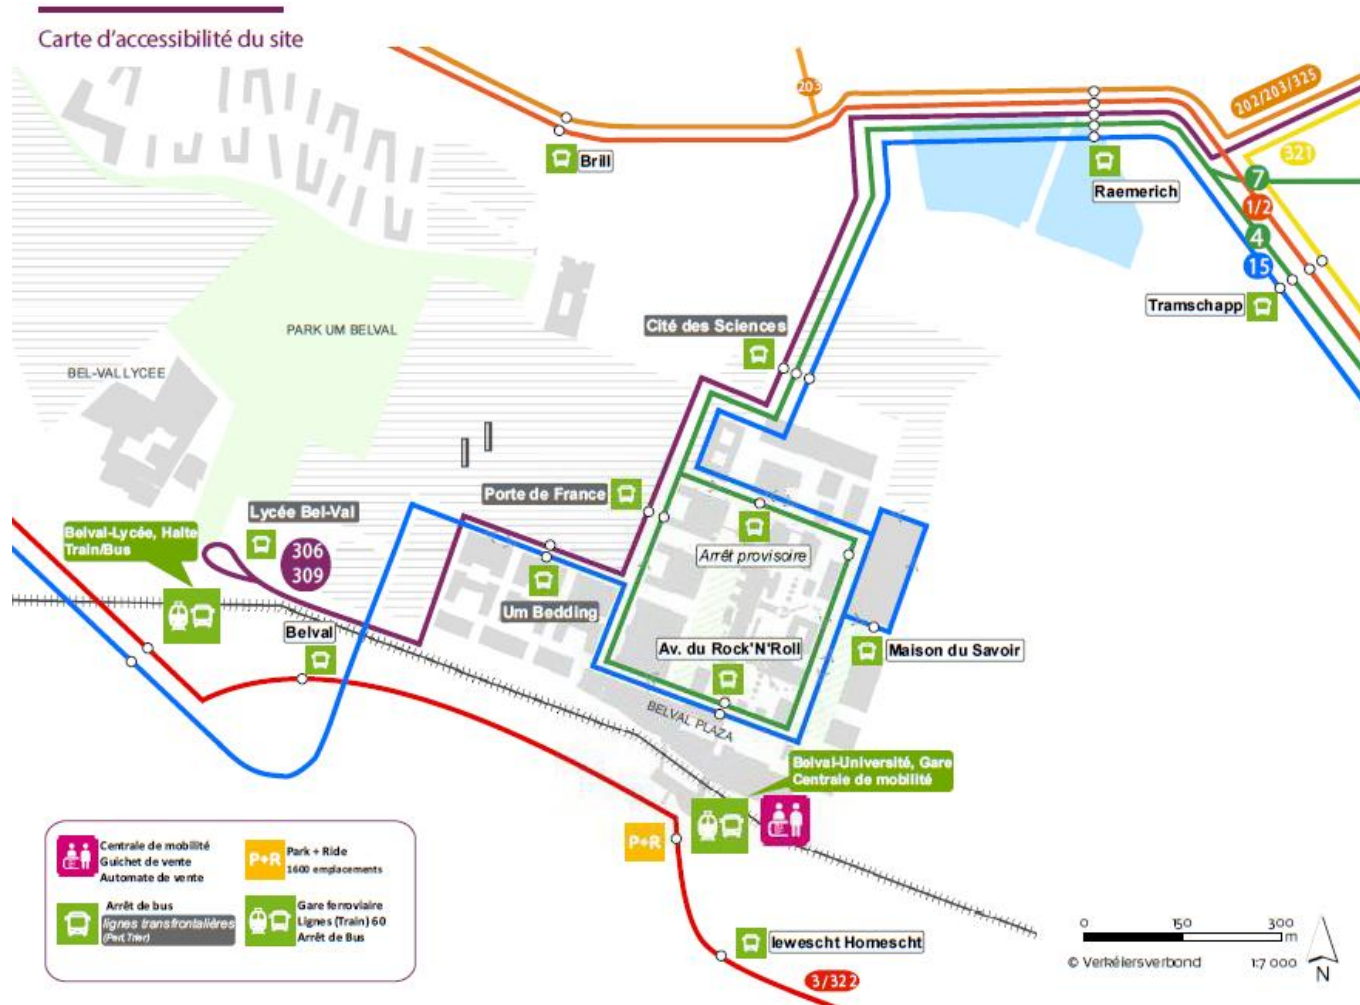 Carte d'accessibilité du site
203
202/203/325
Brill
321
Raemerich
7
1/2
4
15
Tramschapp
Cité des Sciences
PARK UM BELVAL
BEL-VAL LYCEE
Porte de France
Lycée Bel-Val
Belval-Lycée, Halte
Train/Bus
306
309
Arrêt provisoire
Um Bedding
Belval
Av. du Rock'N'Roll
Maison du Savoir
BELVAL PLAZA
Belval-Université, Gare
Centrale de mobilité
P+R
Centrale de mobilité
Guichet de vente
Automate de vente
P+R
Park + Ride
1600 emplacements
Arrêt de bus
lignes transfrontalières
(Perl, Trier)
Gare ferroviaire
Lignes (Train) 60
Arrêt de Bus
Iewescht Homescht
3/322
0 150 300
m
© Verkéiersverbond 1:7 000
N